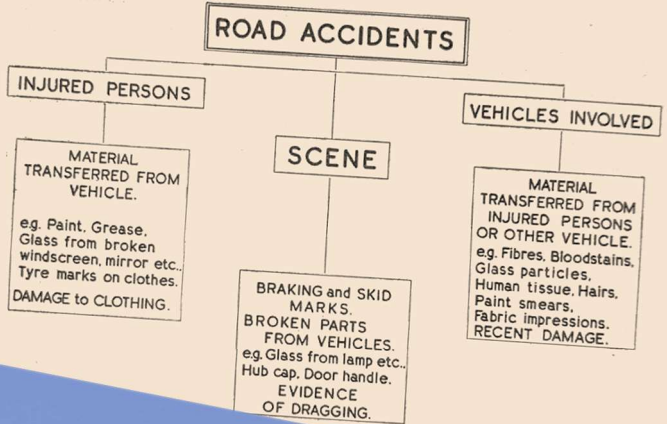 ROAD ACCIDENTS
INJURED PERSONS
MATERIAL
TRANSFERRED FROM
VEHICLE.
e.g. Paint, Grease,
Glass from broken
windscreen, mirror etc..
Tyre marks on clothes.
DAMAGE to CLOTHING.
SCENE
BRAKING and SKID
MARKS.
BROKEN PARTS
FROM VEHICLES.
e.g. Glass from lamp etc..
Hub cap, Door handle.
EVIDENCE
OF DRAGGING.
VEHICLES INVOLVED
MATERIAL
TRANSFERRED FROM
INJURED PERSONS
OR OTHER VEHICLE.
e.g. Fibres, Bloodstains,
Glass particles,
Human tissue, Hairs,
Paint smears,
Fabric impressions.
RECENT DAMAGE.